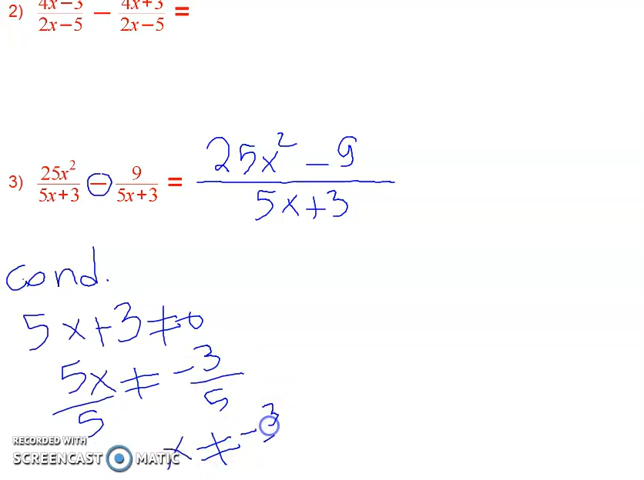 2) 4x−3/2x−5 − 4x+3/2x−5 =
3) 25x²/5x+3 − 9/5x+3 = 25x² − 9/5x+3
cond.
5x+3 ≠ 0
5x/5 ≠ −3/5
x ≠ −3
RECORDED WITH
SCREENCAST MATIC